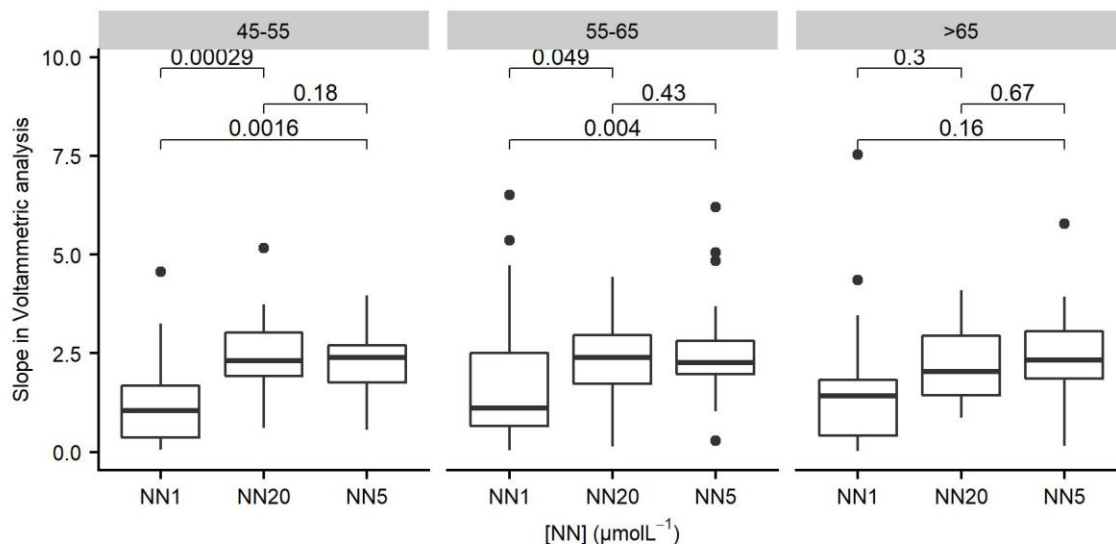 45-55 55-65 >65
10.0 0.00029 0.049 0.3
0.18 0.43 0.67
0.0016 0.004 0.16
7.5
5.0
2.5
0.0
Slope in Voltammetric analysis
NN1 NN20 NN5 NN1 NN20 NN5 NN1 NN20 NN5
[NN] (μmolL⁻¹)